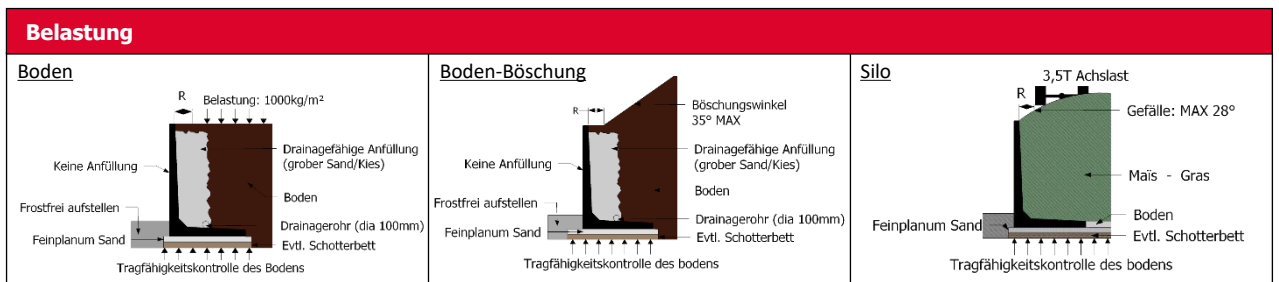 Belastung
Boden
R
Belastung: 1000kg/m²
Keine Anfüllung
Drainagefähige Anfüllung
(grober Sand/Kies)
Boden
Frostfrei aufstellen
Drainagerohr (dia 100mm)
Feinplanum Sand
Evtl. Schotterbett
Tragfähigkeitskontrolle des Bodens
Boden-Böschung
R
Böschungswinkel
35° MAX
Drainagefähige Anfüllung
(grober Sand/Kies)
Keine Anfüllung
Boden
Frostfrei aufstellen
Drainagerohr (dia 100mm)
Feinplanum Sand
Evtl. Schotterbett
Tragfähigkeitskontrolle des bodens
Silo
3,5T Achslast
R
Gefälle: MAX 28°
Maïs - Gras
Boden
Feinplanum Sand
Evtl. Schotterbett
Tragfähigkeitskontrolle des bodens